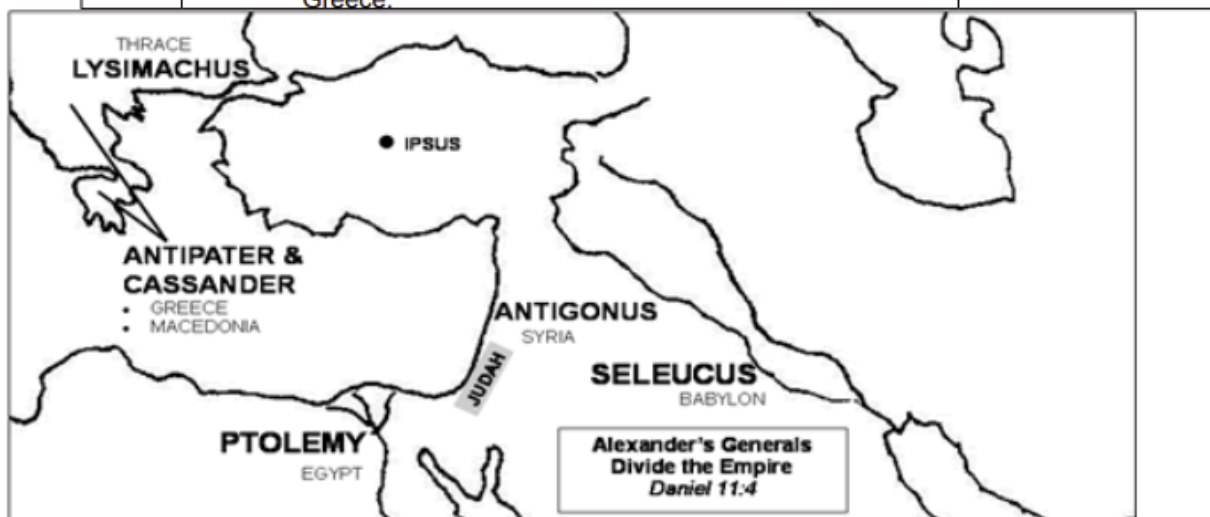 Greece.
THRACE
LYSIMACHUS
IPSUS
ANTIPATER &
CASSANDER
• GREECE
• MACEDONIA
ANTIGONUS
SYRIA
JUDAH
SELEUCUS
BABYLON
PTOLEMY
EGYPT
Alexander's Generals
Divide the Empire
Daniel 11:4